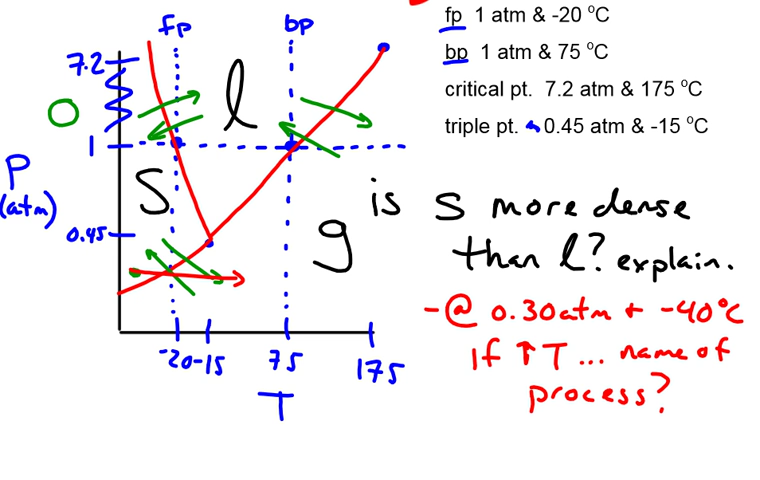 fp bp
7.2
O
l
1
P
(atm)
S
0.45
g
-20 -15 75 175
T
fp 1 atm & -20 °C
bp 1 atm & 75 °C
critical pt. 7.2 atm & 175 °C
triple pt. 0.45 atm & -15 °C
is S more dense
than l? explain.
-@ 0.30atm + -40°C
If ↑T ... name of
process?